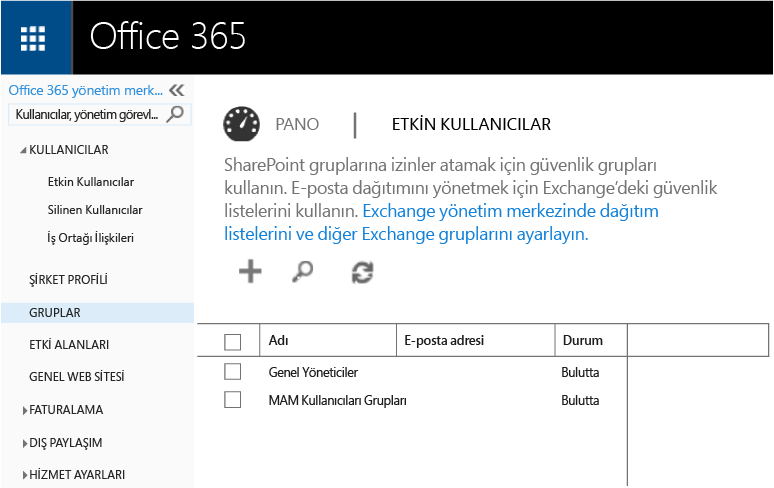 Office 365
Office 365 yönetim merk...
Kullanıcılar, yönetim görevl...
KULLANICILAR
Etkin Kullanıcılar
Silinen Kullanıcılar
İş Ortağı İlişkileri
ŞİRKET PROFİLİ
GRUPLAR
ETKİ ALANLARI
GENEL WEB SİTESİ
FATURALAMA
DIŞ PAYLAŞIM
HİZMET AYARLARI
PANO | ETKİN KULLANICILAR
SharePoint gruplarına izinler atamak için güvenlik grupları
kullanın. E-posta dağıtımını yönetmek için Exchange’deki güvenlik
listelerini kullanın. Exchange yönetim merkezinde dağıtım
listelerini ve diğer Exchange gruplarını ayarlayın.
Adı E-posta adresi Durum
Genel Yöneticiler Bulutta
MAM Kullanıcıları Grupları Bulutta